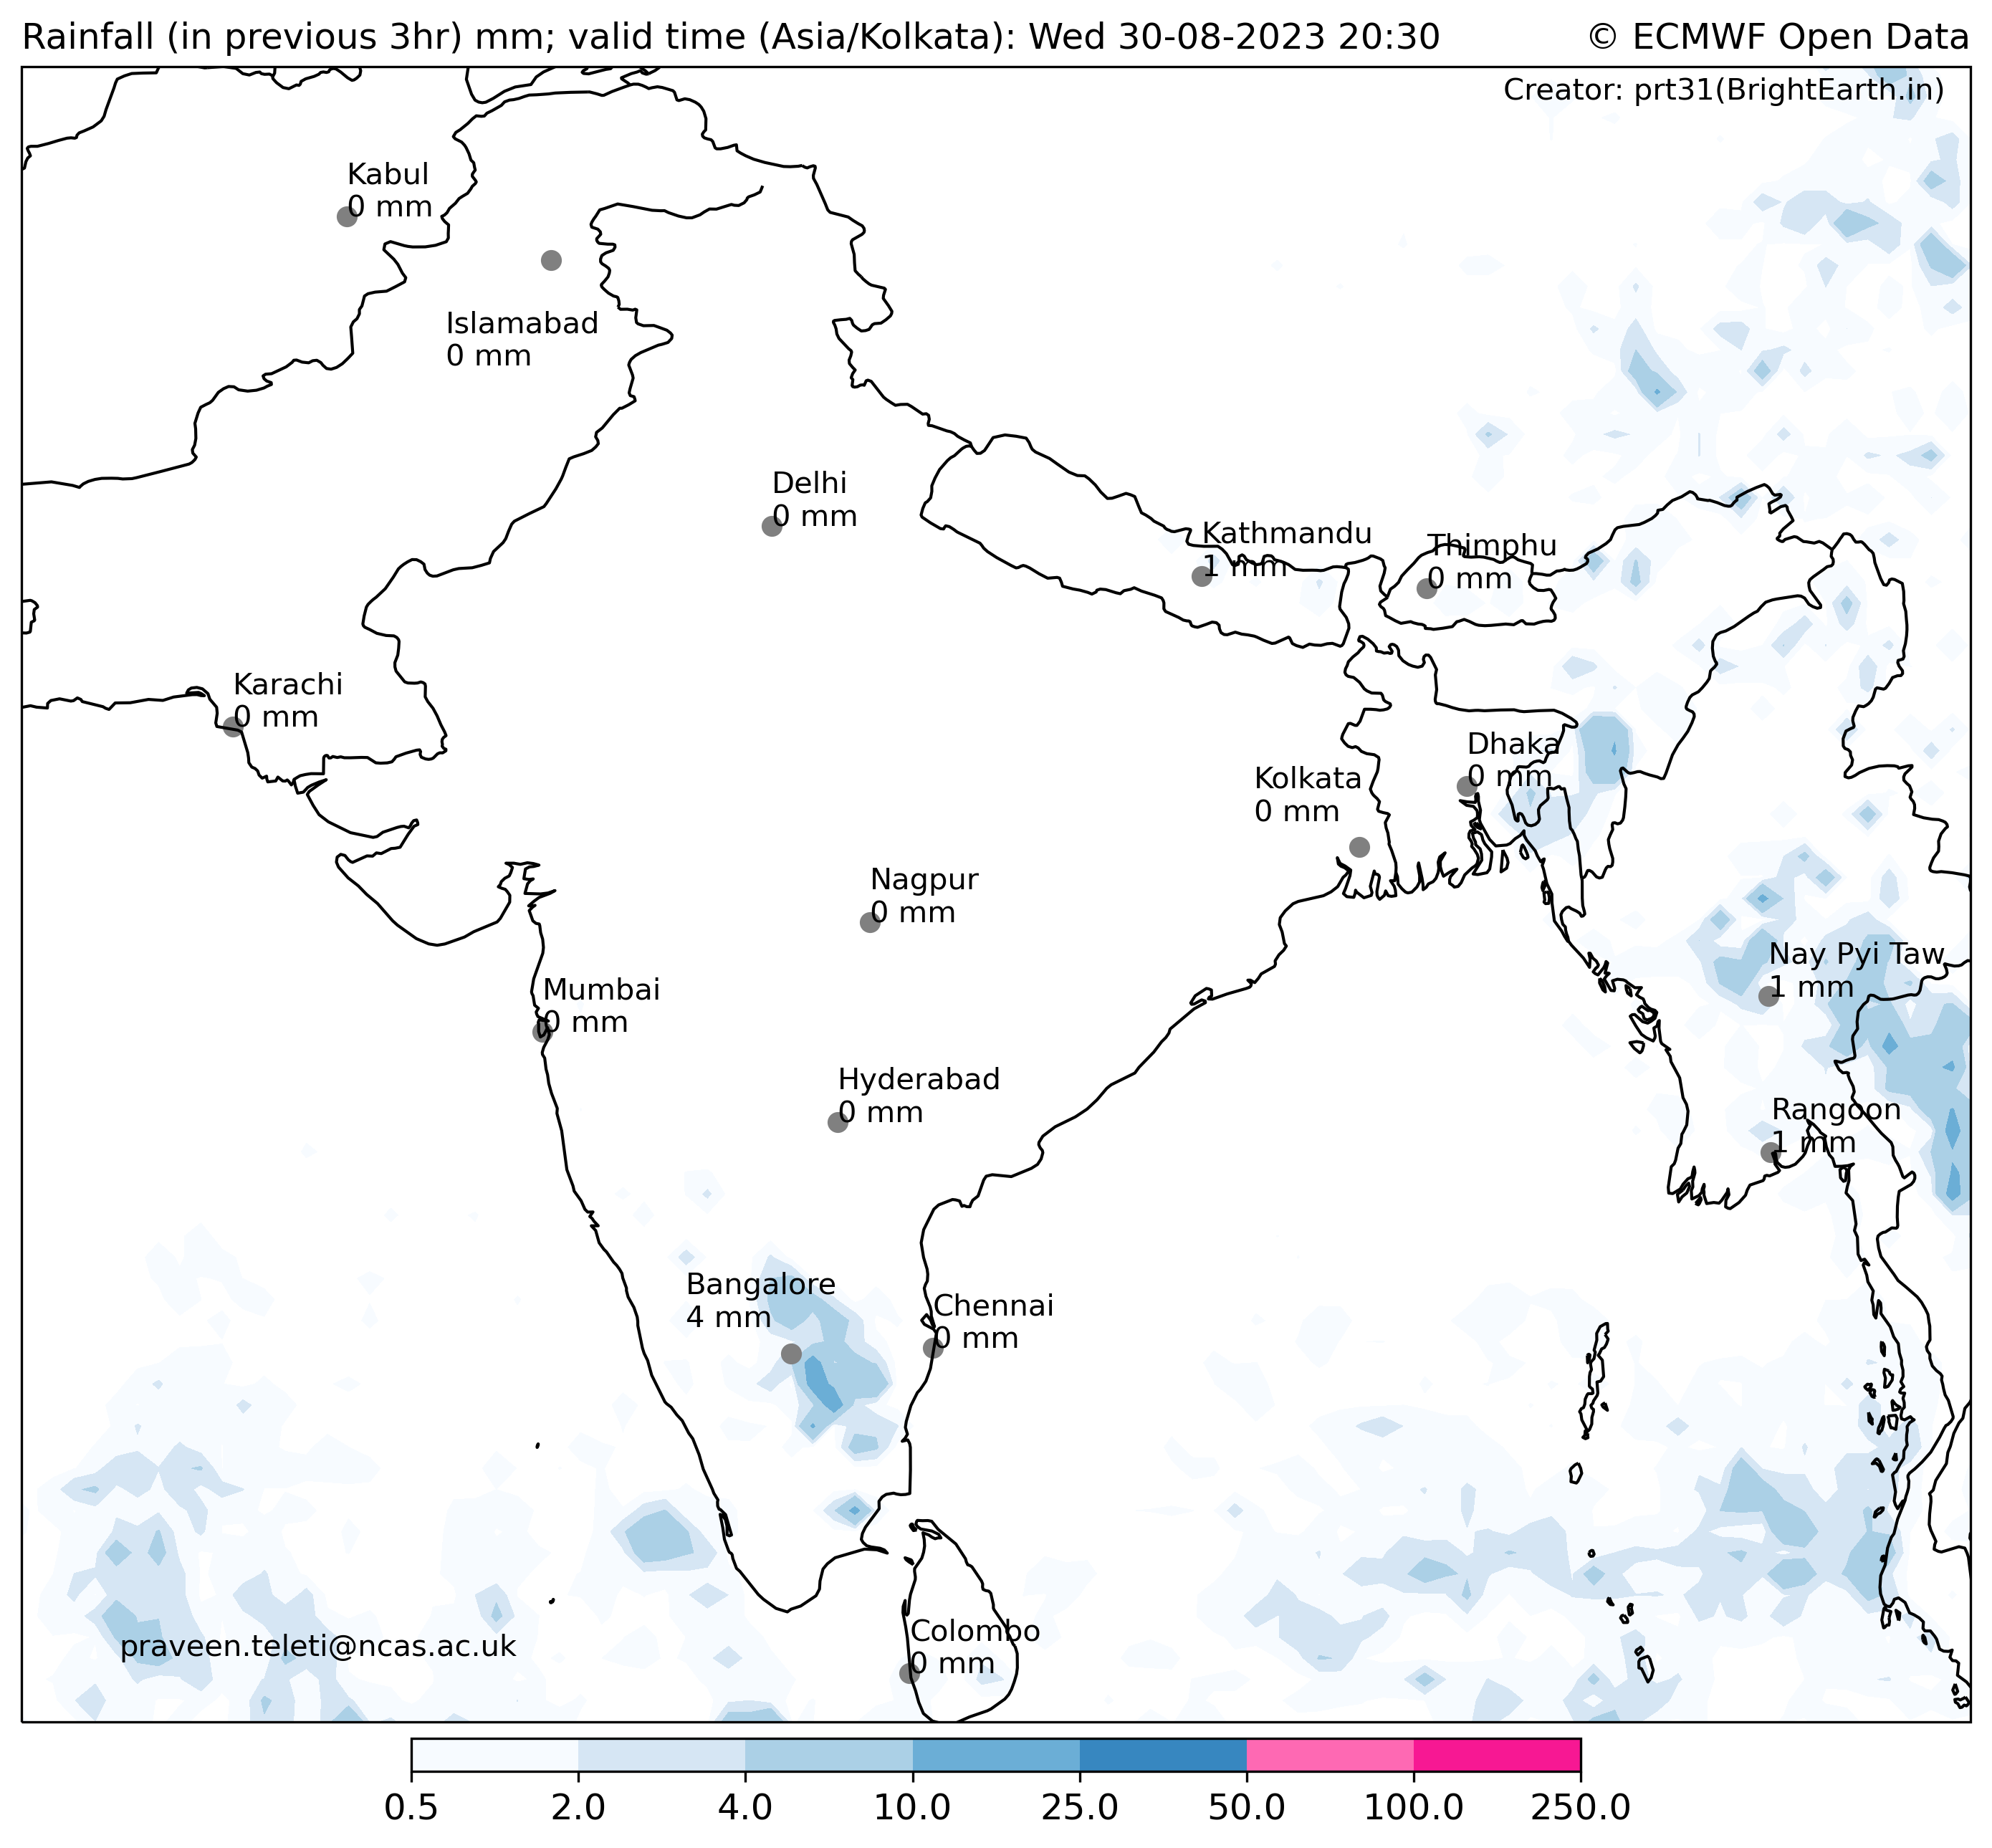 Rainfall (in previous 3hr) mm; valid time (Asia/Kolkata): Wed 30-08-2023 20:30
© ECMWF Open Data
Creator: prt31(BrightEarth.in)
Kabul
0 mm
Islamabad
0 mm
Delhi
0 mm
Kathmandu
1 mm
Thimphu
0 mm
Karachi
0 mm
Dhaka
0 mm
Kolkata
0 mm
Nagpur
0 mm
Nay Pyi Taw
1 mm
Mumbai
0 mm
Hyderabad
0 mm
Rangoon
1 mm
Bangalore
4 mm
Chennai
0 mm
Colombo
0 mm
praveen.teleti@ncas.ac.uk
0.5 2.0 4.0 10.0 25.0 50.0 100.0 250.0